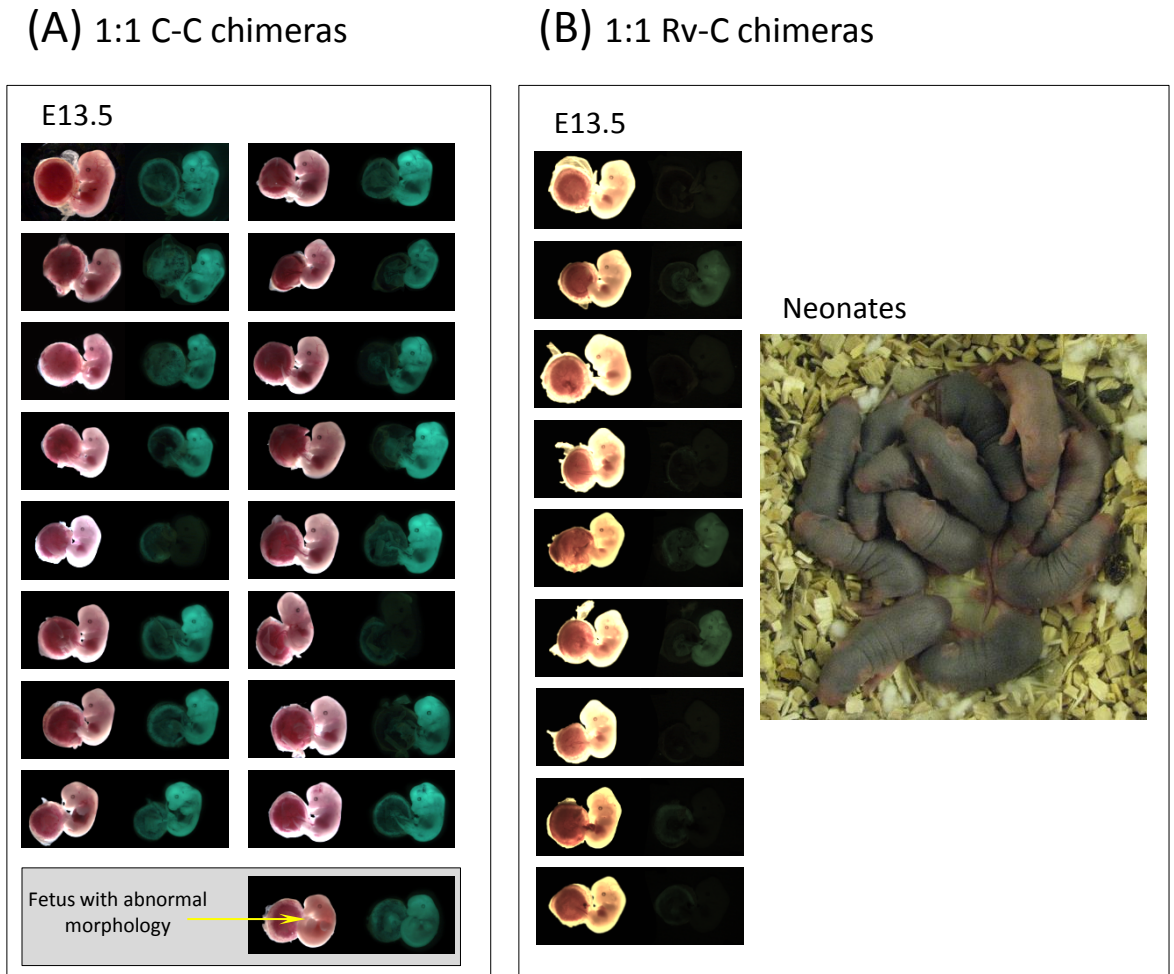 (A) 1:1 C-C chimeras
E13.5
Fetus with abnormal
morphology
(B) 1:1 Rv-C chimeras
E13.5
Neonates